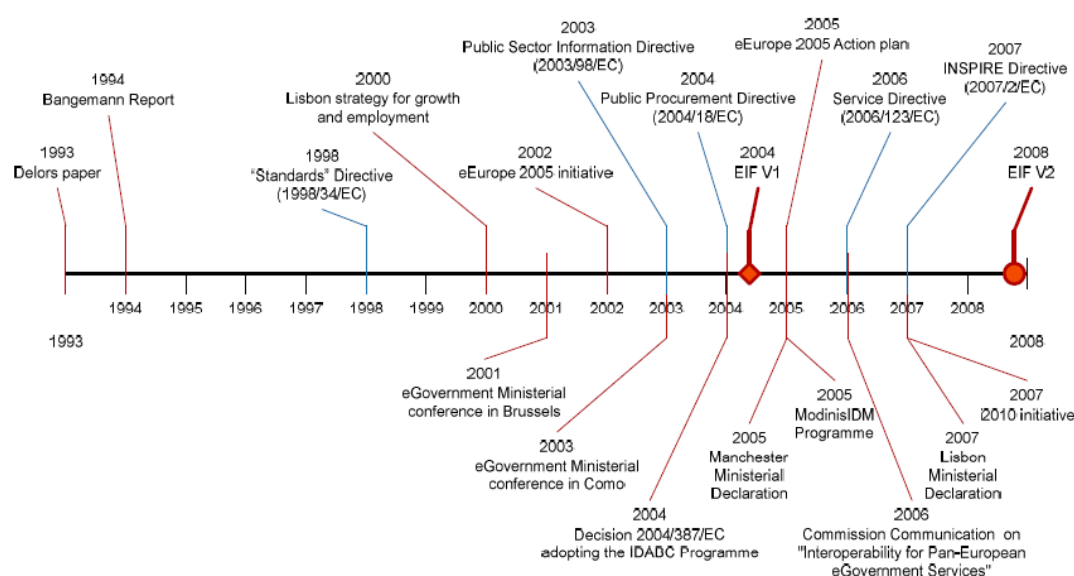 1993
Delors paper
1994
Bangemann Report
1998
"Standards" Directive
(1998/34/EC)
2000
Lisbon strategy for growth
and employment
2002
eEurope 2005 initiative
2003
Public Sector Information Directive
(2003/98/EC)
2004
Public Procurement Directive
(2004/18/EC)
2004
EIF V1
2005
eEurope 2005 Action plan
2006
Service Directive
(2006/123/EC)
2007
INSPIRE Directive
(2007/2/EC)
2008
EIF V2
1994 1995 1996 1997 1998 1999 2000 2001 2002 2003 2004 2005 2006 2007 2008
1993 2008
2001
eGovernment Ministerial
conference in Brussels
2003
eGovernment Ministerial
conference in Como
2004
Decision 2004/387/EC
adopting the IDABC Programme
2005
Manchester
Ministerial
Declaration
2005
ModinisIDM
Programme
2006
Commission Communication on
"Interoperability for Pan-European
eGovernment Services"
2007
Lisbon
Ministerial
Declaration
2007
2010 initiative